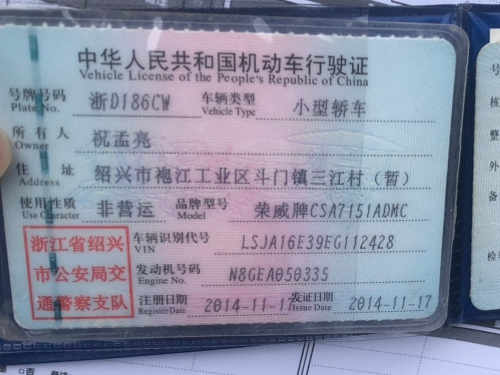 中华人民共和国机动车行驶证
Vehicle License of the People's Republic of China
号牌号码 浙D186CW 车辆类型 小型轿车
Plate No. Vehicle Type
所有人 祝孟亮
Owner
住址 绍兴市袍江工业区斗门镇三江村（暂）
Address
使用性质 非营运 品牌型号 荣威牌CSA7151ADMC
Use Character Model
浙江省绍兴
市公安局交
通警察支队
车辆识别代号 LSJA16E39EG112428
VIN
发动机号码 N8GEA050335
Engine No.
注册日期 2014-11-17 发证日期 2014-11-17
Register Date Issue Date
号
核
整
外
备
检